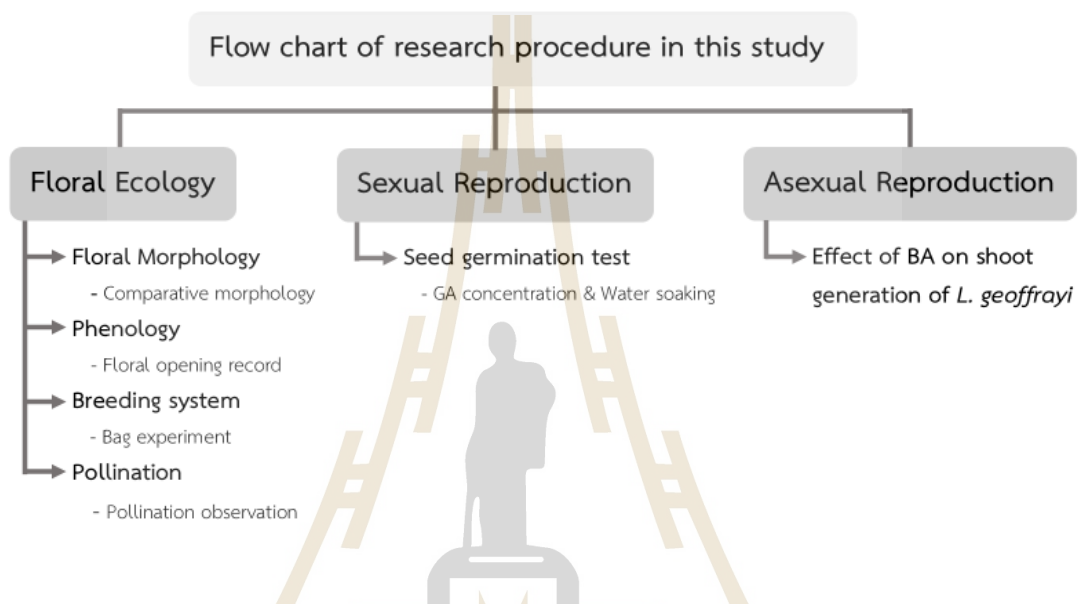 Flow chart of research procedure in this study
Floral Ecology
Floral Morphology
- Comparative morphology
Phenology
- Floral opening record
Breeding system
- Bag experiment
Pollination
- Pollination observation
Sexual Reproduction
Seed germination test
- GA concentration & Water soaking
Asexual Reproduction
Effect of BA on shoot
generation of L. geoffrayi